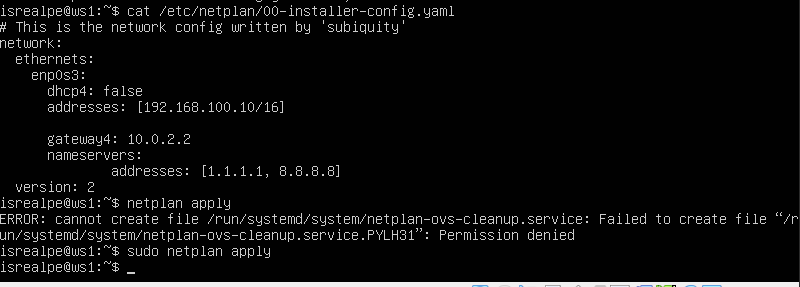 isrealpe@ws1:~$ cat /etc/netplan/00-installer-config.yaml
# This is the network config written by 'subiquity'
network:
  ethernets:
    enp0s3:
      dhcp4: false
      addresses: [192.168.100.10/16]
      gateway4: 10.0.2.2
      nameservers:
              addresses: [1.1.1.1, 8.8.8.8]
  version: 2
isrealpe@ws1:~$ netplan apply
ERROR: cannot create file /run/systemd/system/netplan-ovs-cleanup.service: Failed to create file “/r
un/systemd/system/netplan-ovs-cleanup.service.PYLH31”: Permission denied
isrealpe@ws1:~$ sudo netplan apply
isrealpe@ws1:~$ _